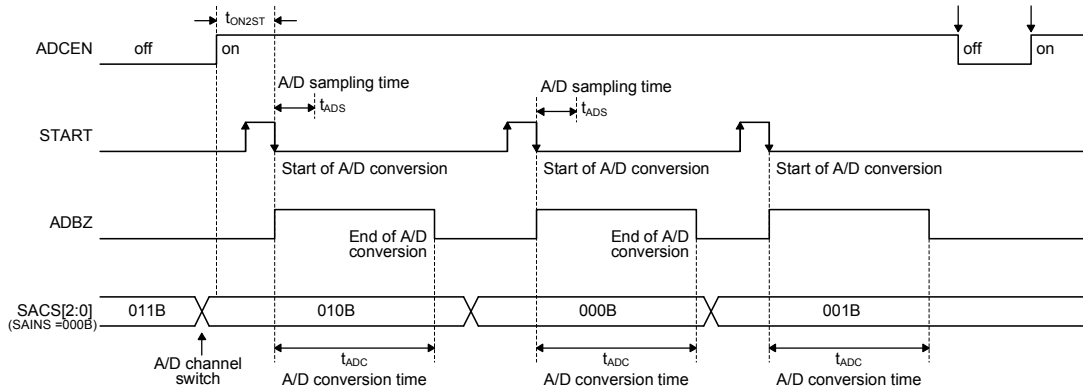 tON2ST
ADCEN
off
on
off
on
A/D sampling time
A/D sampling time
tADS
tADS
START
Start of A/D conversion
Start of A/D conversion
Start of A/D conversion
ADBZ
End of A/D
conversion
End of A/D
conversion
SACS[2:0]
(SAINS =000B)
011B
010B
000B
001B
A/D channel
switch
tADC
A/D conversion time
tADC
A/D conversion time
tADC
A/D conversion time